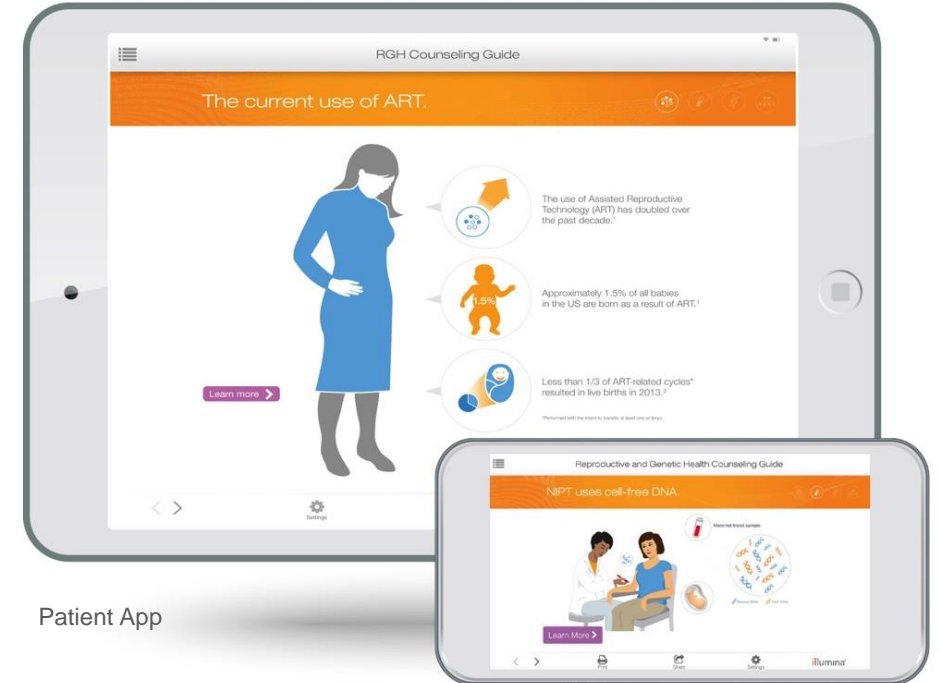 RGH Counseling Guide
The current use of ART.
The use of Assisted Reproductive
Technology (ART) has doubled over
the past decade.¹
1.5%
Approximately 1.5% of all babies
in the US are born as a result of ART.¹
Less than 1/3 of ART-related cycles*
resulted in live births in 2013.²
*Performed with the intent to transfer at least one embryo.
Learn more
Settings
Reproductive and Genetic Health Counseling Guide
NIPT uses cell-free DNA.
Maternal blood sample
Maternal DNA
Fetal DNA
Learn More
Print
Share
Settings
illumina
Patient App